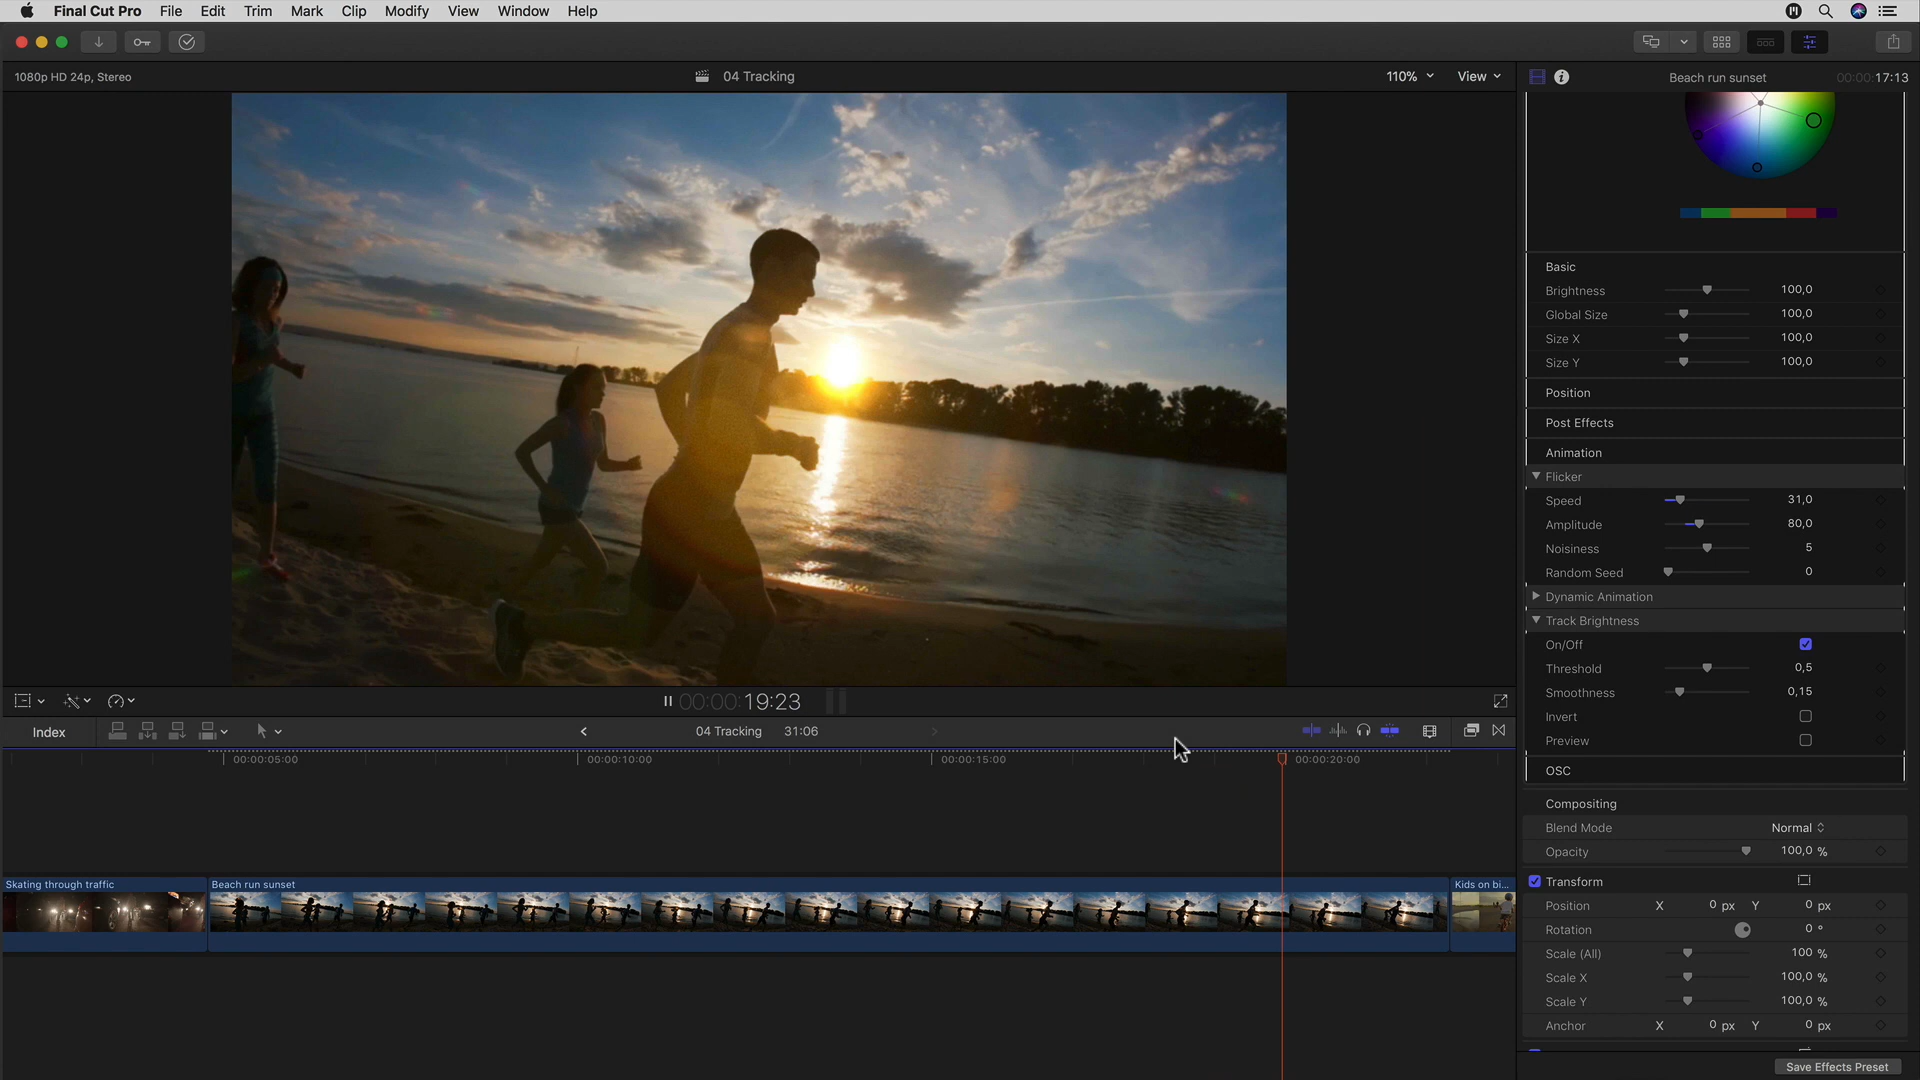 Final Cut Pro File Edit Trim Mark Clip Modify View Window Help
1080p HD 24p, Stereo
04 Tracking
110%
View
Beach run sunset
00:00:17:13
Basic
Brightness 100,0
Global Size 100,0
Size X 100,0
Size Y 100,0
Position
Post Effects
Animation
Flicker
Speed 31,0
Amplitude 80,0
Noisiness 5
Random Seed 0
Dynamic Animation
Track Brightness
On/Off
Threshold 0,5
Smoothness 0,15
Invert
Preview
OSC
Compositing
Blend Mode Normal
Opacity 100,0 %
Transform
Position X 0 px Y 0 px
Rotation 0 °
Scale (All) 100 %
Scale X 100,0 %
Scale Y 100,0 %
Anchor X 0 px Y 0 px
Save Effects Preset
00:00:19:23
Index
04 Tracking 31:06
00:00:05:00 00:00:10:00 00:00:15:00 00:00:20:00
Skating through traffic
Beach run sunset
Kids on bi...